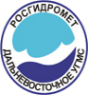 РОСГИДРОМЕТ
ДАЛЬНЕВОСТОЧНОЕ УГМС